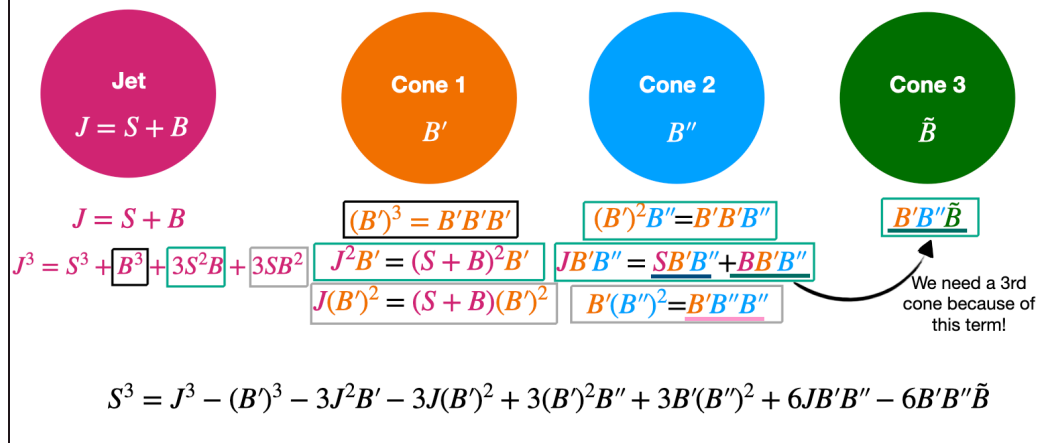 Jet
J = S + B
Cone 1
B′
Cone 2
B″
Cone 3
B̃
J = S + B
J³ = S³ + B³ + 3S²B + 3SB²
(B′)³ = B′B′B′
J²B′ = (S + B)²B′
J(B′)² = (S + B)(B′)²
(B′)²B″=B′B′B″
JB′B″ = SB′B″+BB′B″
B′(B″)²=B′B″B″
B′B″B̃
We need a 3rd
cone because of
this term!
S³ = J³ − (B′)³ − 3J²B′ − 3J(B′)² + 3(B′)²B″ + 3B′(B″)² + 6JB′B″ − 6B′B″B̃